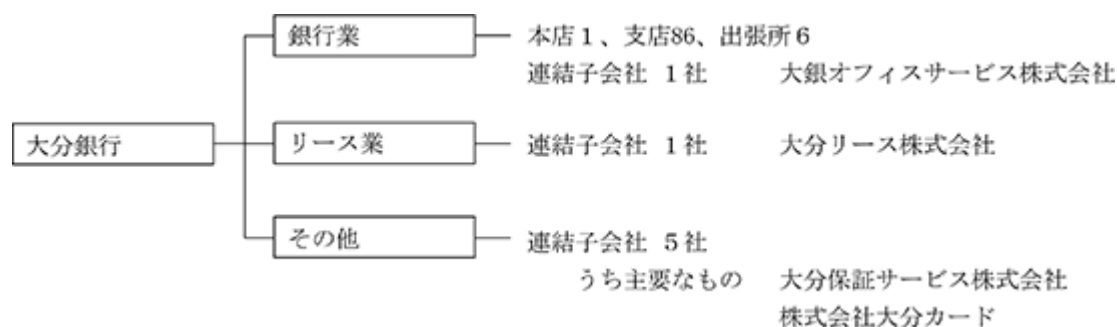 銀行業 本店１、支店86、出張所６
連結子会社 １社 大銀オフィスサービス株式会社
大分銀行 リース業 連結子会社 １社 大分リース株式会社
その他 連結子会社 ５社
うち主要なもの 大分保証サービス株式会社
株式会社大分カード